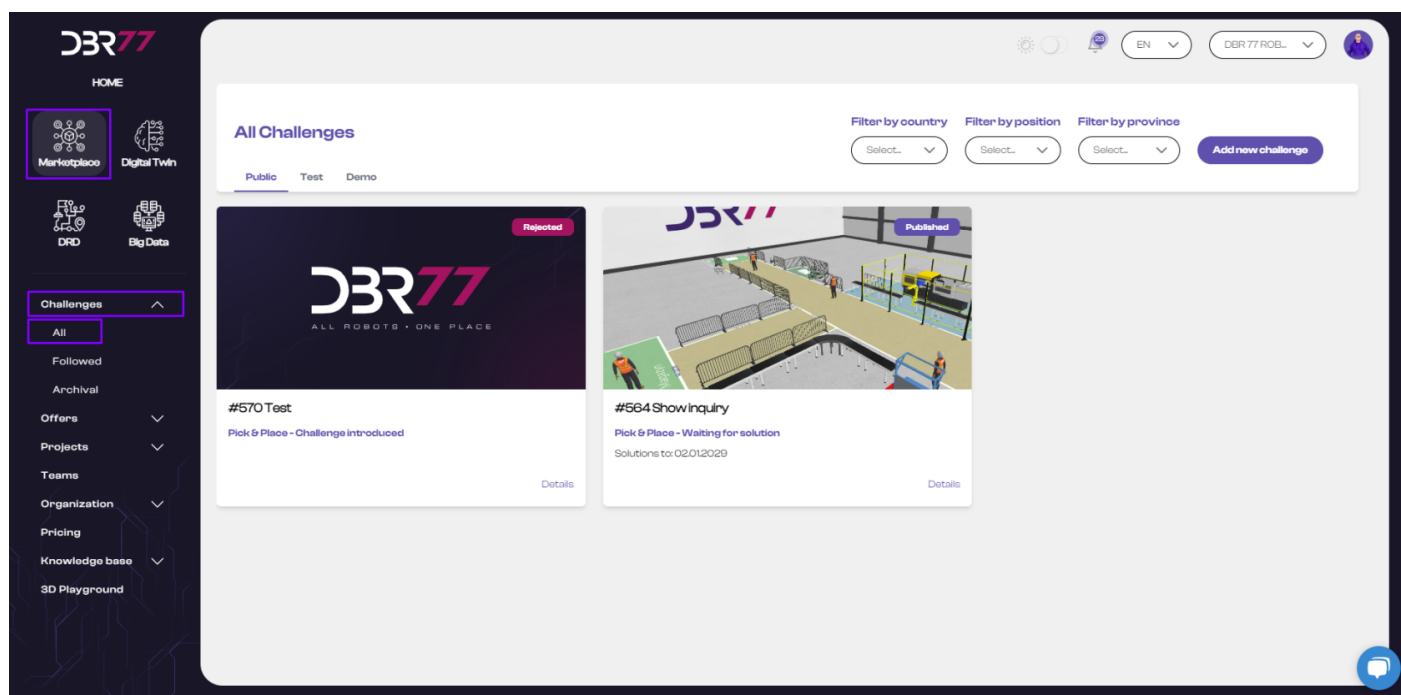 DBR77
HOME
Marketplace
Digital Twin
DRD
Big Data
Challenges
All
Followed
Archival
Offers
Projects
Teams
Organization
Pricing
Knowledge base
3D Playground
23
EN
DBR 77 ROB...
All Challenges
Filter by country
Filter by position
Filter by province
Select...
Select...
Select...
Add new challenge
Public
Test
Demo
Rejected
DBR77
ALL ROBOTS • ONE PLACE
#570 Test
Pick & Place - Challenge introduced
Details
DBR77
Published
#564 Show inquiry
Pick & Place - Waiting for solution
Solutions to: 02.01.2029
Details